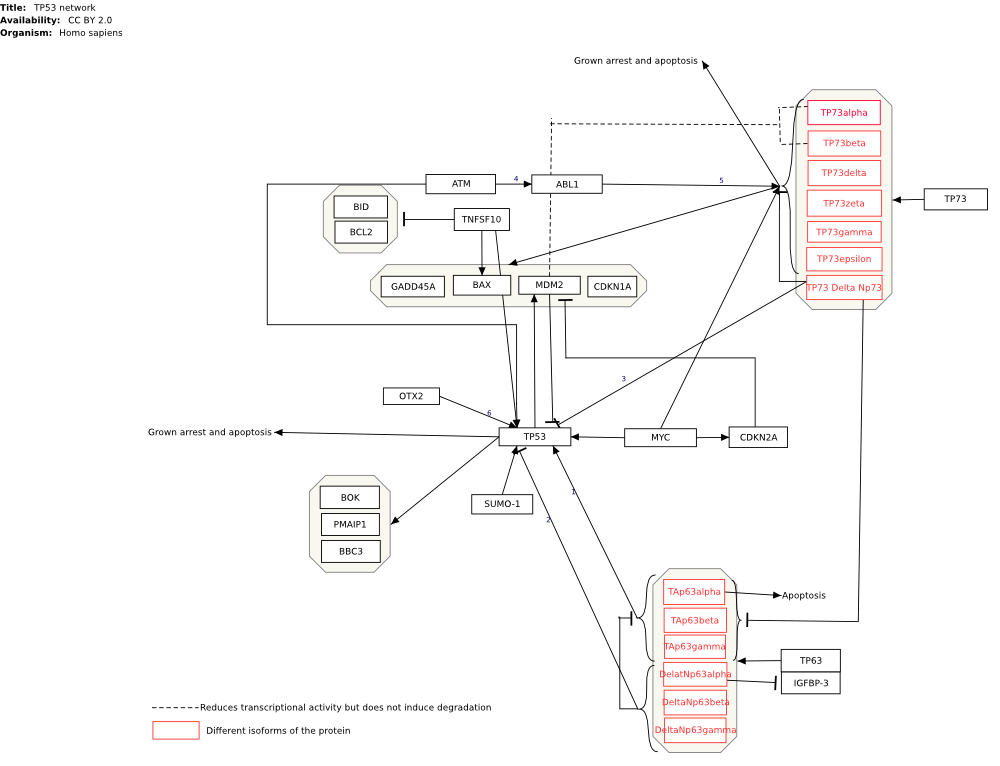 Title: TP53 network
Availability: CC BY 2.0
Organism: Homo sapiens
Grown arrest and apoptosis
TP73alpha
TP73beta
TP73delta
TP73zeta
TP73gamma
TP73epsilon
TP73 Delta Np73
TP73
ATM
4
ABL1
5
BID
BCL2
TNFSF10
GADD45A
BAX
MDM2
CDKN1A
3
OTX2
6
Grown arrest and apoptosis
TP53
MYC
CDKN2A
BOK
PMAIP1
BBC3
SUMO-1
1
2
TAp63alpha
Apoptosis
TAp63beta
TAp63gamma
TP63
DelatNp63alpha
IGFBP-3
DeltaNp63beta
DeltaNp63gamma
Reduces transcriptional activity but does not induce degradation
Different isoforms of the protein